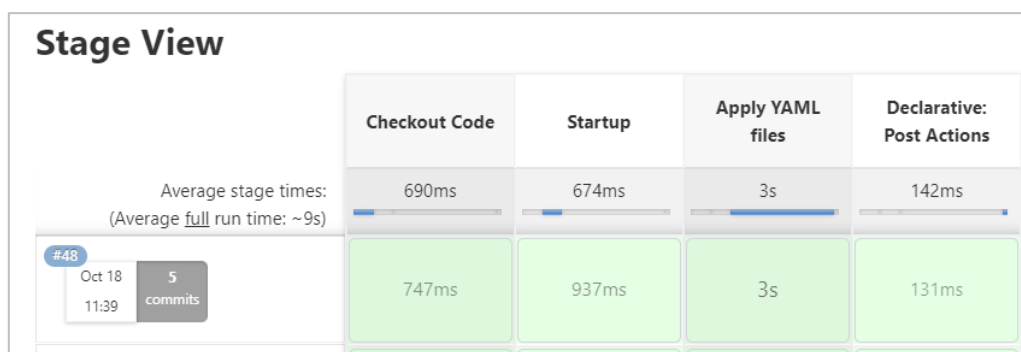 Stage View
Checkout Code
Startup
Apply YAML
files
Declarative:
Post Actions
Average stage times:
(Average full run time: ~9s)
690ms
674ms
3s
142ms
#48
Oct 18
11:39
5
commits
747ms
937ms
3s
131ms